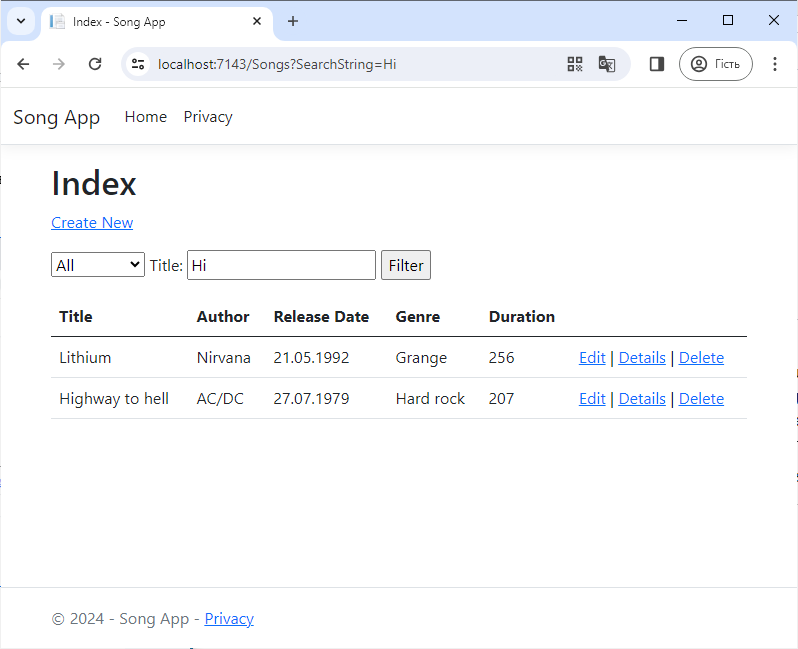 Index - Song App
localhost:7143/Songs?SearchString=Hi
Гість
Song App Home Privacy
Index
Create New
All Title: Hi Filter
Title Author Release Date Genre Duration
Lithium Nirvana 21.05.1992 Grange 256 Edit | Details | Delete
Highway to hell AC/DC 27.07.1979 Hard rock 207 Edit | Details | Delete
© 2024 - Song App - Privacy